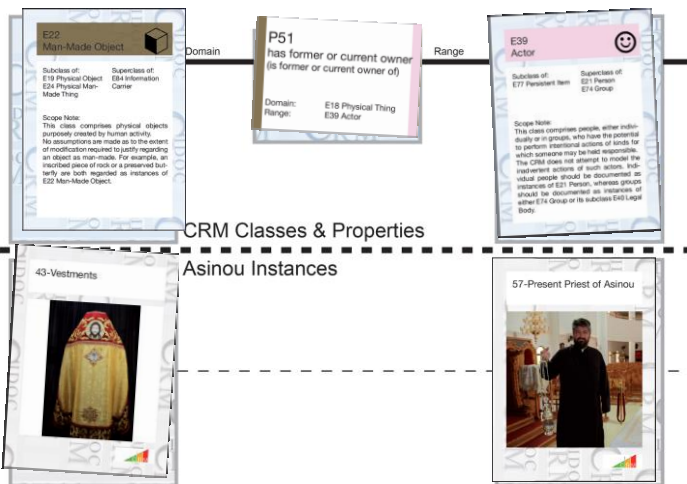 E22
Man-Made Object
Subclass of:
E19 Physical Object
E24 Physical Man-
Made Thing
Superclass of:
E84 Information
Carrier
Scope Note:
This class comprises physical objects
purposely created by human activity.
No assumptions are made as to the extent
of modification required to justify regarding
an object as man-made. For example, an
inscribed piece of rock or a preserved but-
terfly are both regarded as instances of
E22 Man-Made Object.
Domain
P51
has former or current owner
(is former or current owner of)
Domain: E18 Physical Thing
Range: E39 Actor
Range
E39
Actor
Subclass of:
E77 Persistent Item
Superclass of:
E21 Person
E74 Group
Scope Note:
This class comprises people, either indivi-
dually or in groups, who have the potential
to perform intentional actions of kinds for
which someone may be held responsible.
The CRM does not attempt to model the
inadvertent actions of such actors. Indi-
vidual people should be documented as
instances of E21 Person, whereas groups
should be documented as instances of
either E74 Group or its subclass E40 Legal
Body.
CRM Classes & Properties
Asinou Instances
43-Vestments
57-Present Priest of Asinou